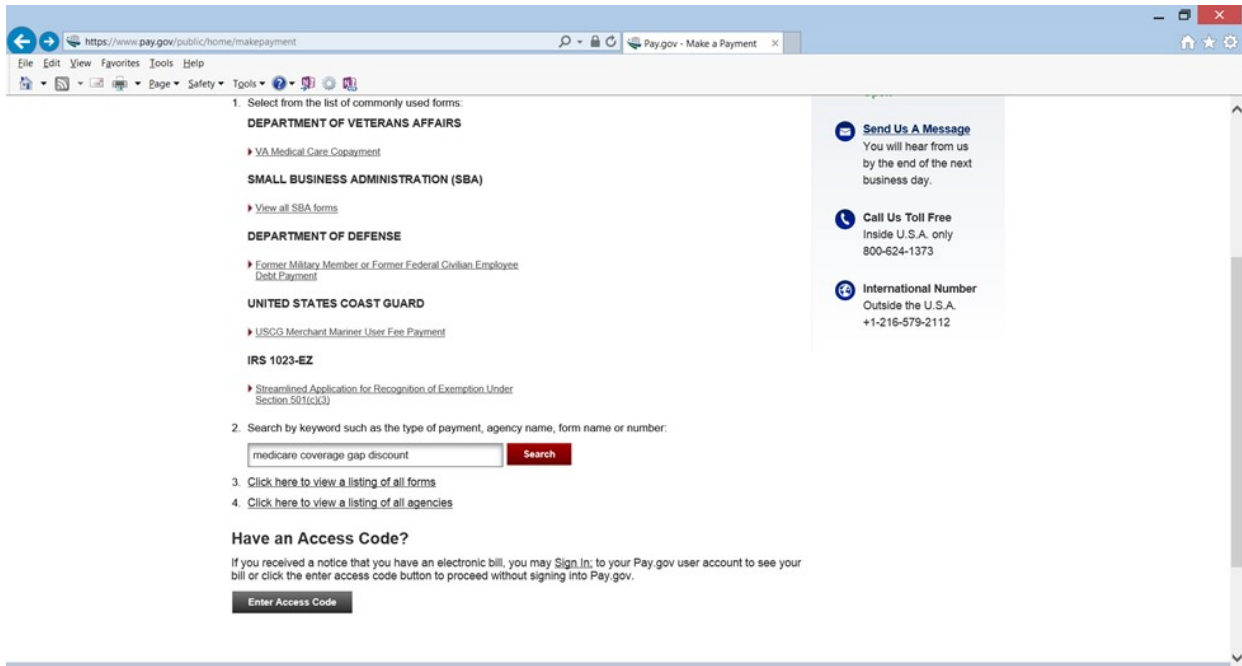 https://www.pay.gov/public/home/makepayment
Pay.gov - Make a Payment
File Edit View Favorites Tools Help
Page Safety Tools
1. Select from the list of commonly used forms:
DEPARTMENT OF VETERANS AFFAIRS
VA Medical Care Copayment
SMALL BUSINESS ADMINISTRATION (SBA)
View all SBA forms
DEPARTMENT OF DEFENSE
Former Military Member or Former Federal Civilian Employee
Debt Payment
UNITED STATES COAST GUARD
USCG Merchant Mariner User Fee Payment
IRS 1023-EZ
Streamlined Application for Recognition of Exemption Under
Section 501(c)(3)
2. Search by keyword such as the type of payment, agency name, form name or number:
medicare coverage gap discount
Search
3. Click here to view a listing of all forms
4. Click here to view a listing of all agencies
Have an Access Code?
If you received a notice that you have an electronic bill, you may Sign In: to your Pay.gov user account to see your
bill or click the enter access code button to proceed without signing into Pay.gov.
Enter Access Code
Send Us A Message
You will hear from us
by the end of the next
business day.
Call Us Toll Free
Inside U.S.A. only
800-624-1373
International Number
Outside the U.S.A.
+1-216-579-2112